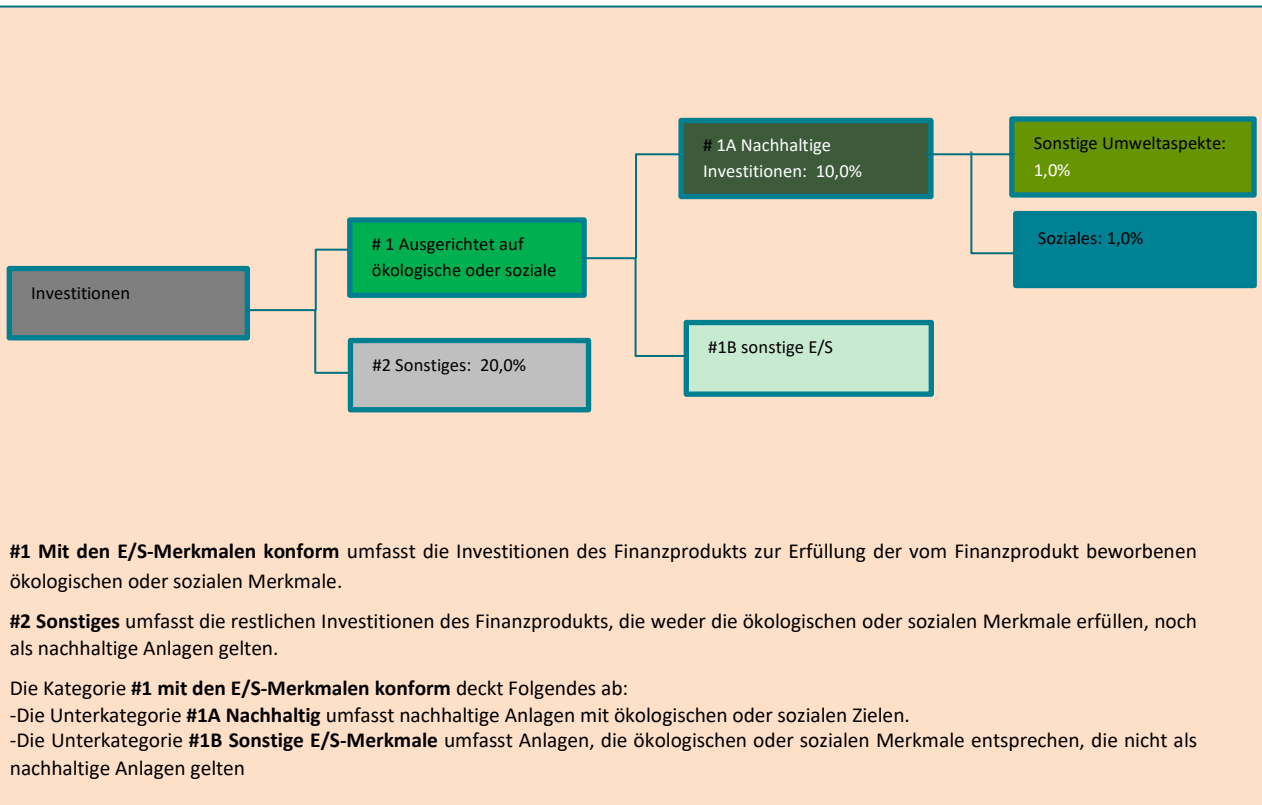 # 1A Nachhaltige
Investitionen: 10,0%
Sonstige Umweltaspekte:
1,0%
Soziales: 1,0%
# 1 Ausgerichtet auf
ökologische oder soziale
Investitionen
#2 Sonstiges: 20,0%
#1B sonstige E/S
#1 Mit den E/S-Merkmalen konform umfasst die Investitionen des Finanzprodukts zur Erfüllung der vom Finanzprodukt beworbenen
ökologischen oder sozialen Merkmale.
#2 Sonstiges umfasst die restlichen Investitionen des Finanzprodukts, die weder die ökologischen oder sozialen Merkmale erfüllen, noch
als nachhaltige Anlagen gelten.
Die Kategorie #1 mit den E/S-Merkmalen konform deckt Folgendes ab:
-Die Unterkategorie #1A Nachhaltig umfasst nachhaltige Anlagen mit ökologischen oder sozialen Zielen.
-Die Unterkategorie #1B Sonstige E/S-Merkmale umfasst Anlagen, die ökologischen oder sozialen Merkmale entsprechen, die nicht als
nachhaltige Anlagen gelten